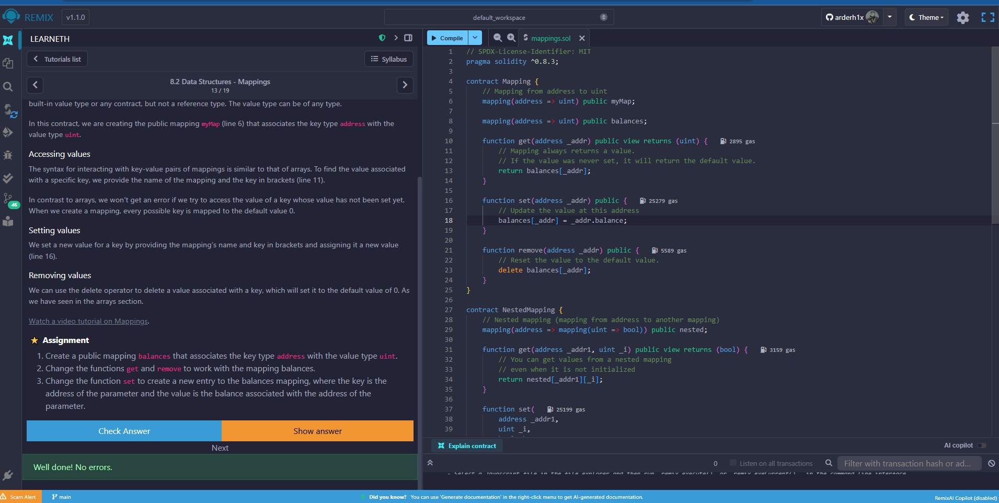 REMIX
v1.1.0
default_workspace
arderh1x
Theme
LEARNETH
Tutorials list
Syllabus
8.2 Data Structures - Mappings
13 / 19
built-in value type or any contract, but not a reference type. The value type can be of any type.
In this contract, we are creating the public mapping myMap (line 6) that associates the key type address with the
value type uint.
Accessing values
The syntax for interacting with key-value pairs of mappings is similar to that of arrays. To find the value associated
with a specific key, we provide the name of the mapping and the key in brackets (line 11).
In contrast to arrays, we won't get an error if we try to access the value of a key whose value has not been set yet.
When we create a mapping, every possible key is mapped to the default value 0.
Setting values
We set a new value for a key by providing the mapping's name and key in brackets and assigning it a new value
(line 16).
Removing values
We can use the delete operator to delete a value associated with a key, which will set it to the default value of 0. As
we have seen in the arrays section.
Watch a video tutorial on Mappings.
Assignment
1. Create a public mapping balances that associates the key type address with the value type uint.
2. Change the functions get and remove to work with the mapping balances.
3. Change the function set to create a new entry to the balances mapping, where the key is the
address of the parameter and the value is the balance associated with the address of the
parameter.
Check Answer
Show answer
Next
Well done! No errors.
AI
46
Compile
mappings.sol
1 // SPDX-License-Identifier: MIT
2 pragma solidity ^0.8.3;
3
4 contract Mapping {
5 // Mapping from address to uint
6 mapping(address => uint) public myMap;
7
8 mapping(address => uint) public balances;
9
10 function get(address _addr) public view returns (uint) { 2895 gas
11 // Mapping always returns a value.
12 // If the value was never set, it will return the default value.
13 return balances[_addr];
14 }
15
16 function set(address _addr) public { 25279 gas
17 // Update the value at this address
18 balances[_addr] = _addr.balance;
19 }
20
21 function remove(address _addr) public { 5589 gas
22 // Reset the value to the default value.
23 delete balances[_addr];
24 }
25 }
26
27 contract NestedMapping {
28 // Nested mapping (mapping from address to another mapping)
29 mapping(address => mapping(uint => bool)) public nested;
30
31 function get(address _addr1, uint _i) public view returns (bool) { 3159 gas
32 // You can get values from a nested mapping
33 // even when it is not initialized
34 return nested[_addr1][_i];
35 }
36
37 function set( 25199 gas
38 address _addr1,
39 uint _i,
Explain contract
AI copilot
0
Listen on all transactions
Filter with transaction hash or ad...
- Select a Javascript file in the file explorer and then run `remix.execute()` or `remix.exeCurrent()` in the command line interface
Scam Alert
main
Did you know? You can use 'Generate documentation' in the right-click menu to get AI-generated documentation.
RemixAI Copilot (disabled)